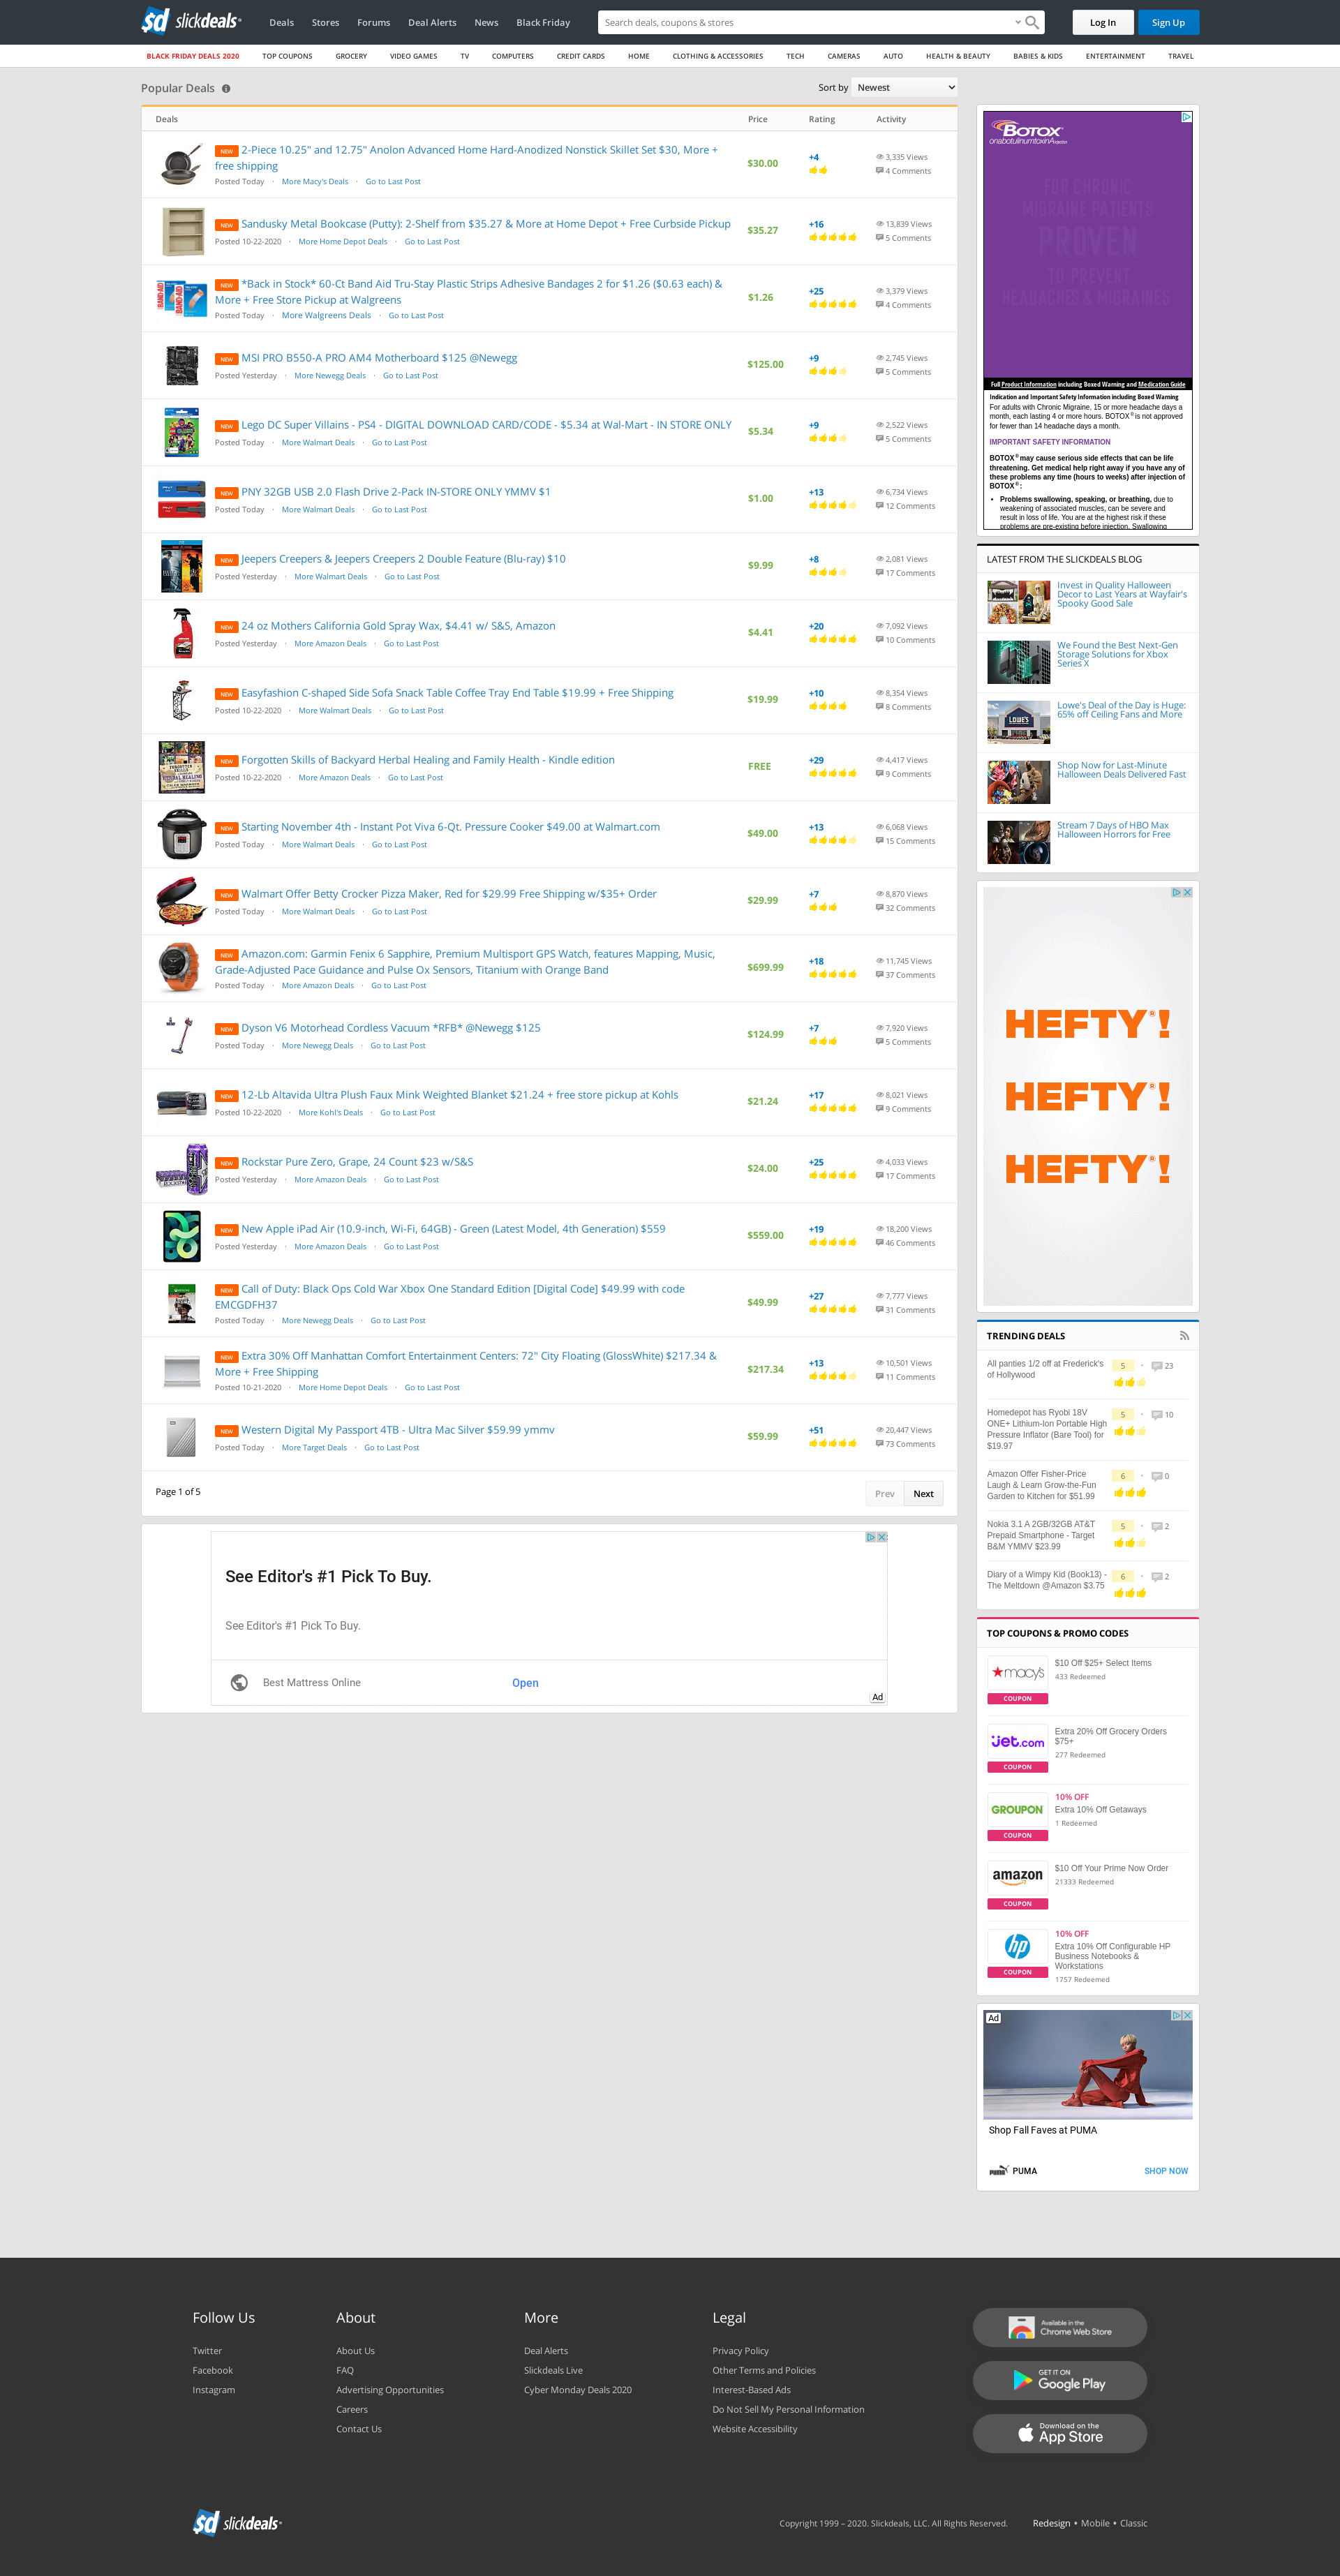 slickdeals
Deals
Stores
Forums
Deal Alerts
News
Black Friday
Search deals, coupons & stores
Log In
Sign Up
BLACK FRIDAY DEALS 2020
TOP COUPONS
GROCERY
VIDEO GAMES
TV
COMPUTERS
CREDIT CARDS
HOME
CLOTHING & ACCESSORIES
TECH
CAMERAS
AUTO
HEALTH & BEAUTY
BABIES & KIDS
ENTERTAINMENT
TRAVEL
Popular Deals
Sort by Newest
Deals Price Rating Activity
NEW 2-Piece 10.25" and 12.75" Anolon Advanced Home Hard-Anodized Nonstick Skillet Set $30, More +
free shipping
Posted Today · More Macy's Deals · Go to Last Post
$30.00
+4
3,335 Views
4 Comments
NEW Sandusky Metal Bookcase (Putty): 2-Shelf from $35.27 & More at Home Depot + Free Curbside Pickup
Posted 10-22-2020 · More Home Depot Deals · Go to Last Post
$35.27
+16
13,839 Views
5 Comments
NEW *Back in Stock* 60-Ct Band Aid Tru-Stay Plastic Strips Adhesive Bandages 2 for $1.26 ($0.63 each) &
More + Free Store Pickup at Walgreens
Posted Today · More Walgreens Deals · Go to Last Post
$1.26
+25
3,379 Views
4 Comments
NEW MSI PRO B550-A PRO AM4 Motherboard $125 @Newegg
Posted Yesterday · More Newegg Deals · Go to Last Post
$125.00
+9
2,745 Views
5 Comments
NEW Lego DC Super Villains - PS4 - DIGITAL DOWNLOAD CARD/CODE - $5.34 at Wal-Mart - IN STORE ONLY
Posted Today · More Walmart Deals · Go to Last Post
$5.34
+9
2,522 Views
5 Comments
NEW PNY 32GB USB 2.0 Flash Drive 2-Pack IN-STORE ONLY YMMV $1
Posted Today · More Walmart Deals · Go to Last Post
$1.00
+13
6,734 Views
12 Comments
NEW Jeepers Creepers & Jeepers Creepers 2 Double Feature (Blu-ray) $10
Posted Yesterday · More Walmart Deals · Go to Last Post
$9.99
+8
2,081 Views
17 Comments
NEW 24 oz Mothers California Gold Spray Wax, $4.41 w/ S&S, Amazon
Posted Yesterday · More Amazon Deals · Go to Last Post
$4.41
+20
7,092 Views
10 Comments
NEW Easyfashion C-shaped Side Sofa Snack Table Coffee Tray End Table $19.99 + Free Shipping
Posted 10-22-2020 · More Walmart Deals · Go to Last Post
$19.99
+10
8,354 Views
8 Comments
NEW Forgotten Skills of Backyard Herbal Healing and Family Health - Kindle edition
Posted 10-22-2020 · More Amazon Deals · Go to Last Post
FREE
+29
4,417 Views
9 Comments
NEW Starting November 4th - Instant Pot Viva 6-Qt. Pressure Cooker $49.00 at Walmart.com
Posted Today · More Walmart Deals · Go to Last Post
$49.00
+13
6,068 Views
15 Comments
NEW Walmart Offer Betty Crocker Pizza Maker, Red for $29.99 Free Shipping w/$35+ Order
Posted Today · More Walmart Deals · Go to Last Post
$29.99
+7
8,870 Views
32 Comments
NEW Amazon.com: Garmin Fenix 6 Sapphire, Premium Multisport GPS Watch, features Mapping, Music,
Grade-Adjusted Pace Guidance and Pulse Ox Sensors, Titanium with Orange Band
Posted Today · More Amazon Deals · Go to Last Post
$699.99
+18
11,745 Views
37 Comments
NEW Dyson V6 Motorhead Cordless Vacuum *RFB* @Newegg $125
Posted Today · More Newegg Deals · Go to Last Post
$124.99
+7
7,920 Views
5 Comments
NEW 12-Lb Altavida Ultra Plush Faux Mink Weighted Blanket $21.24 + free store pickup at Kohls
Posted 10-22-2020 · More Kohl's Deals · Go to Last Post
$21.24
+17
8,021 Views
9 Comments
NEW Rockstar Pure Zero, Grape, 24 Count $23 w/S&S
Posted Yesterday · More Amazon Deals · Go to Last Post
$24.00
+25
4,033 Views
17 Comments
NEW New Apple iPad Air (10.9-inch, Wi-Fi, 64GB) - Green (Latest Model, 4th Generation) $559
Posted Yesterday · More Amazon Deals · Go to Last Post
$559.00
+19
18,200 Views
46 Comments
NEW Call of Duty: Black Ops Cold War Xbox One Standard Edition [Digital Code] $49.99 with code
EMCGDFH37
Posted Today · More Newegg Deals · Go to Last Post
$49.99
+27
7,777 Views
31 Comments
NEW Extra 30% Off Manhattan Comfort Entertainment Centers: 72" City Floating (GlossWhite) $217.34 &
More + Free Shipping
Posted 10-21-2020 · More Home Depot Deals · Go to Last Post
$217.34
+13
10,501 Views
11 Comments
NEW Western Digital My Passport 4TB - Ultra Mac Silver $59.99 ymmv
Posted Today · More Target Deals · Go to Last Post
$59.99
+51
20,447 Views
73 Comments
Page 1 of 5
Prev Next
See Editor's #1 Pick To Buy.
See Editor's #1 Pick To Buy.
Best Mattress Online
Open
Ad
BOTOX
onabotulinumtoxinA
FOR CHRONIC
MIGRAINE PATIENTS
PROVEN
TO PREVENT
HEADACHES & MIGRAINES
Full Product Information including Boxed Warning and Medication Guide
Indication and Important Safety Information including Boxed Warning
For adults with Chronic Migraine, 15 or more headache days a
month, each lasting 4 or more hours. BOTOX® is not approved
for fewer than 14 headache days a month.
IMPORTANT SAFETY INFORMATION
BOTOX® may cause serious side effects that can be life
threatening. Get medical help right away if you have any of
these problems any time (hours to weeks) after injection of
BOTOX®:
• Problems swallowing, speaking, or breathing, due to
weakening of associated muscles, can be severe and
result in loss of life. You are at the highest risk if these
problems are pre-existing before injection. Swallowing
LATEST FROM THE SLICKDEALS BLOG
Invest in Quality Halloween
Decor to Last Years at Wayfair's
Spooky Good Sale
We Found the Best Next-Gen
Storage Solutions for Xbox
Series X
Lowe's Deal of the Day is Huge:
65% off Ceiling Fans and More
Shop Now for Last-Minute
Halloween Deals Delivered Fast
Stream 7 Days of HBO Max
Halloween Horrors for Free
HEFTY®!
HEFTY®!
HEFTY®!
TRENDING DEALS
All panties 1/2 off at Frederick's
of Hollywood
5 • 23
Homedepot has Ryobi 18V
ONE+ Lithium-Ion Portable High
Pressure Inflator (Bare Tool) for
$19.97
5 • 10
Amazon Offer Fisher-Price
Laugh & Learn Grow-the-Fun
Garden to Kitchen for $51.99
6 • 0
Nokia 3.1 A 2GB/32GB AT&T
Prepaid Smartphone - Target
B&M YMMV $23.99
5 • 2
Diary of a Wimpy Kid (Book13) -
The Meltdown @Amazon $3.75
6 • 2
TOP COUPONS & PROMO CODES
macy's
COUPON
$10 Off $25+ Select Items
433 Redeemed
jet.com
COUPON
Extra 20% Off Grocery Orders
$75+
277 Redeemed
GROUPON
COUPON
10% OFF
Extra 10% Off Getaways
1 Redeemed
amazon
COUPON
$10 Off Your Prime Now Order
21333 Redeemed
hp
COUPON
10% OFF
Extra 10% Off Configurable HP
Business Notebooks &
Workstations
1757 Redeemed
Ad
Shop Fall Faves at PUMA
PUMA
SHOP NOW
Follow Us
Twitter
Facebook
Instagram
About
About Us
FAQ
Advertising Opportunities
Careers
Contact Us
More
Deal Alerts
Slickdeals Live
Cyber Monday Deals 2020
Legal
Privacy Policy
Other Terms and Policies
Interest-Based Ads
Do Not Sell My Personal Information
Website Accessibility
Available in the
Chrome Web Store
GET IT ON
Google Play
Download on the
App Store
slickdeals
Copyright 1999 – 2020. Slickdeals, LLC. All Rights Reserved.
Redesign • Mobile • Classic